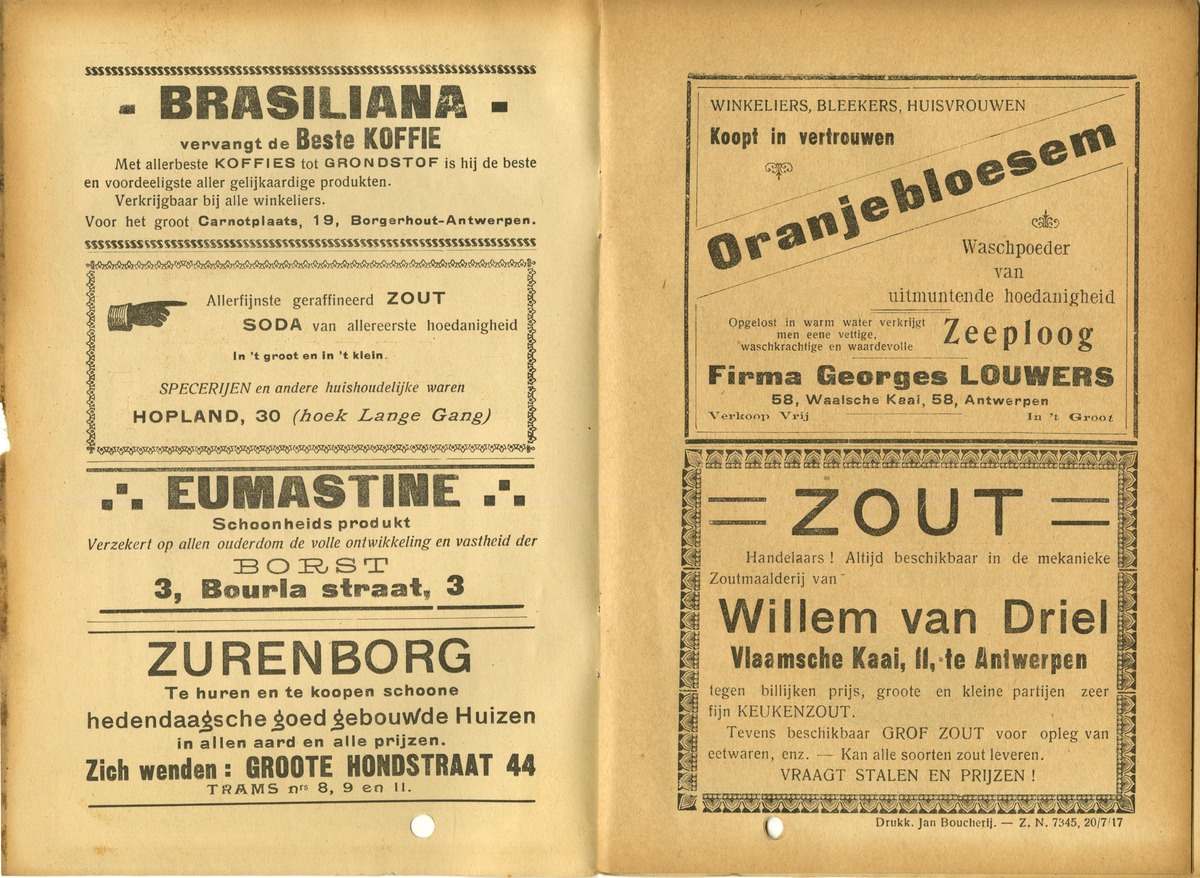 BRASILIANA
vervangt de Beste KOFFIE
Met allerbeste KOFFIES tot GRONDSTOF is hij de beste
en voordeeligste aller gelijkaardige produkten.
Verkrijgbaar bij alle winkeliers.
Voor het groot Carnotplaats, 19, Borgerhout-Antwerpen.
Allerfijnste geraffineerd ZOUT
SODA van allereerste hoedanigheid
In 't groot en in 't klein.
SPECERIJEN en andere huishoudelijke waren
HOPLAND, 30 (hoek Lange Gang)
EUMASTINE
Schoonheids produkt
Verzekert op allen ouderdom de volle ontwikkeling en vastheid der
BORST
3, Bourla straat, 3
ZURENBORG
Te huren en te koopen schoone
hedendaagsche goed gebouwde Huizen
in allen aard en alle prijzen.
Zich wenden : GROOTE HONDSTRAAT 44
TRAMS nrs 8, 9 en 11.
WINKELIERS, BLEEKERS, HUISVROUWEN
Koopt in vertrouwen
Oranjebloesem
Waschpoeder
van
uitmuntende hoedanigheid
Opgelost in warm water verkrijgt
men eene vettige,
waschkrachtige en waardevolle
Zeeploog
Firma Georges LOUWERS
58, Waalsche Kaai, 58, Antwerpen
Verkoop Vrij In 't Groot
ZOUT
Handelaars ! Altijd beschikbaar in de mekanieke
Zoutmaalderij van
Willem van Driel
Vlaamsche Kaai, 11, te Antwerpen
tegen billijken prijs, groote en kleine partijen zeer
fijn KEUKENZOUT.
Tevens beschikbaar GROF ZOUT voor opleg van
eetwaren, enz. — Kan alle soorten zout leveren.
VRAAGT STALEN EN PRIJZEN !
Drukk. Jan Boucherij. — Z. N. 7345, 20/7/17